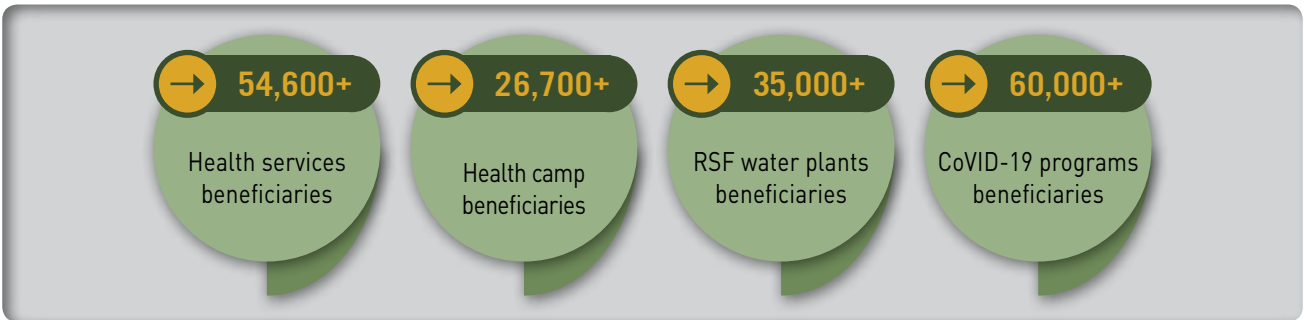 54,600+
Health services
beneficiaries
26,700+
Health camp
beneficiaries
35,000+
RSF water plants
beneficiaries
60,000+
CoVID-19 programs
beneficiaries